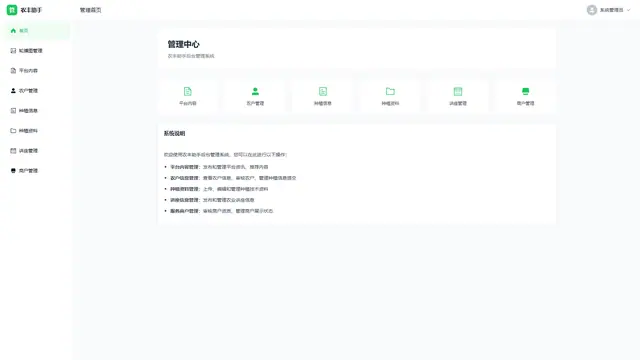 农丰助手
管理首页
系统管理员
首页
轮播图管理
平台内容
农户管理
种植信息
种植资料
讲座管理
商户管理
管理中心
农丰助手后台管理系统
平台内容
农户管理
种植信息
种植资料
讲座管理
商户管理
系统说明
欢迎使用农丰助手后台管理系统，您可以在此进行以下操作：
平台内容管理：发布和管理平台资讯、推荐内容
农户信息管理：查看农户信息、审核农户、管理种植信息提交
种植资料管理：上传、编辑和管理种植技术资料
讲座信息管理：发布和管理农业讲座信息
服务商户管理：审核商户资质、管理商户展示状态